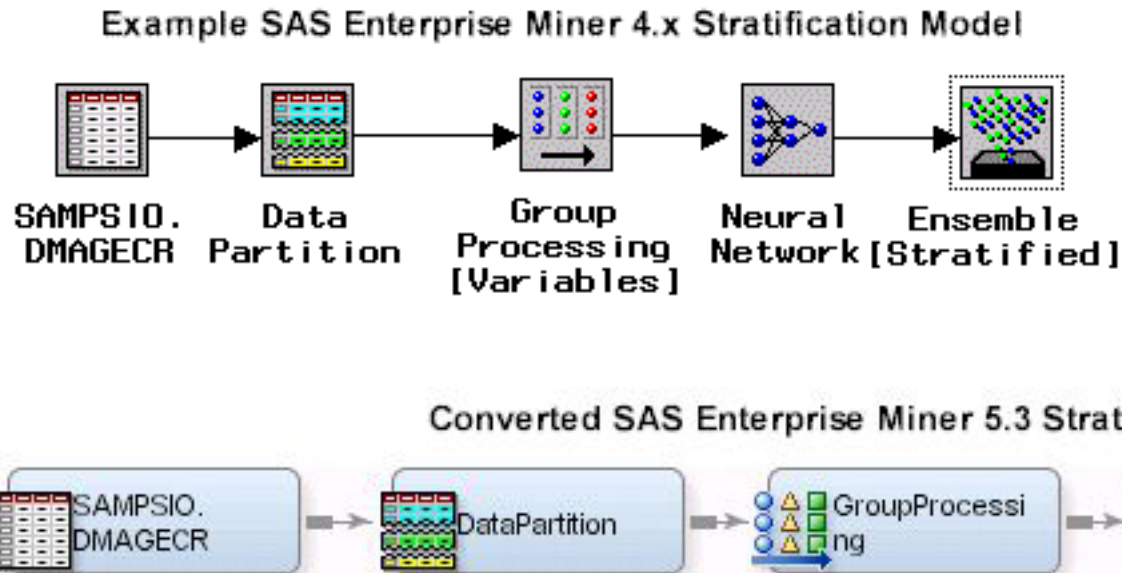 Example SAS Enterprise Miner 4.x Stratification Model
SAMPSIO.
DMAGECR
Data
Partition
Group
Processing
[Variables]
Neural
Network
Ensemble
[Stratified]
Converted SAS Enterprise Miner 5.3 Strat
SAMPSIO.
DMAGECR
DataPartition
GroupProcessi
ng